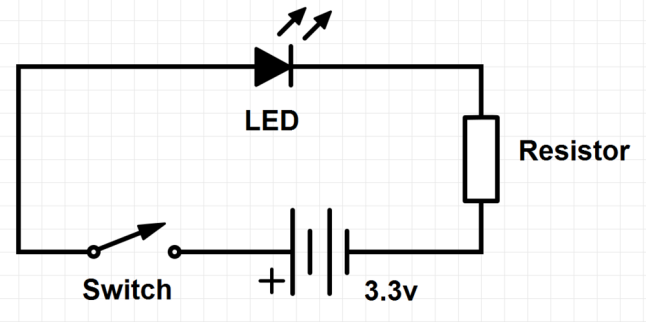 LED
Resistor
Switch
+
3.3v